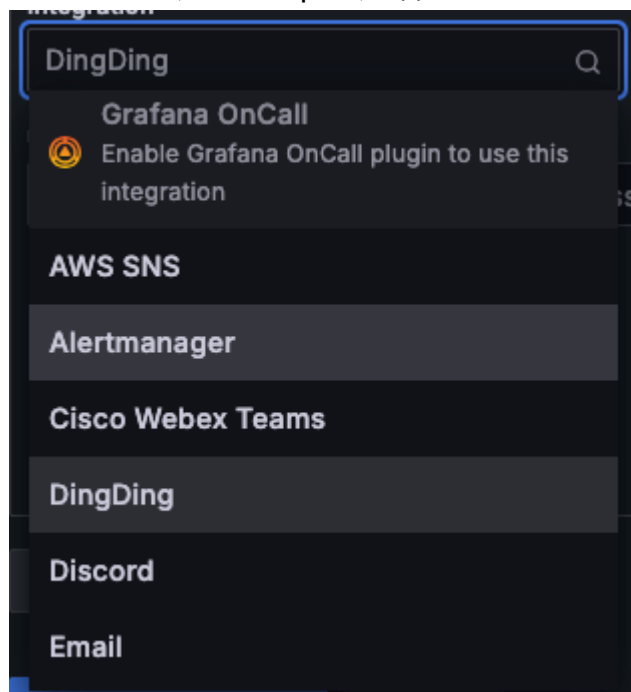 Integration
DingDing
Grafana OnCall
Enable Grafana OnCall plugin to use this
integration
AWS SNS
Alertmanager
Cisco Webex Teams
DingDing
Discord
Email